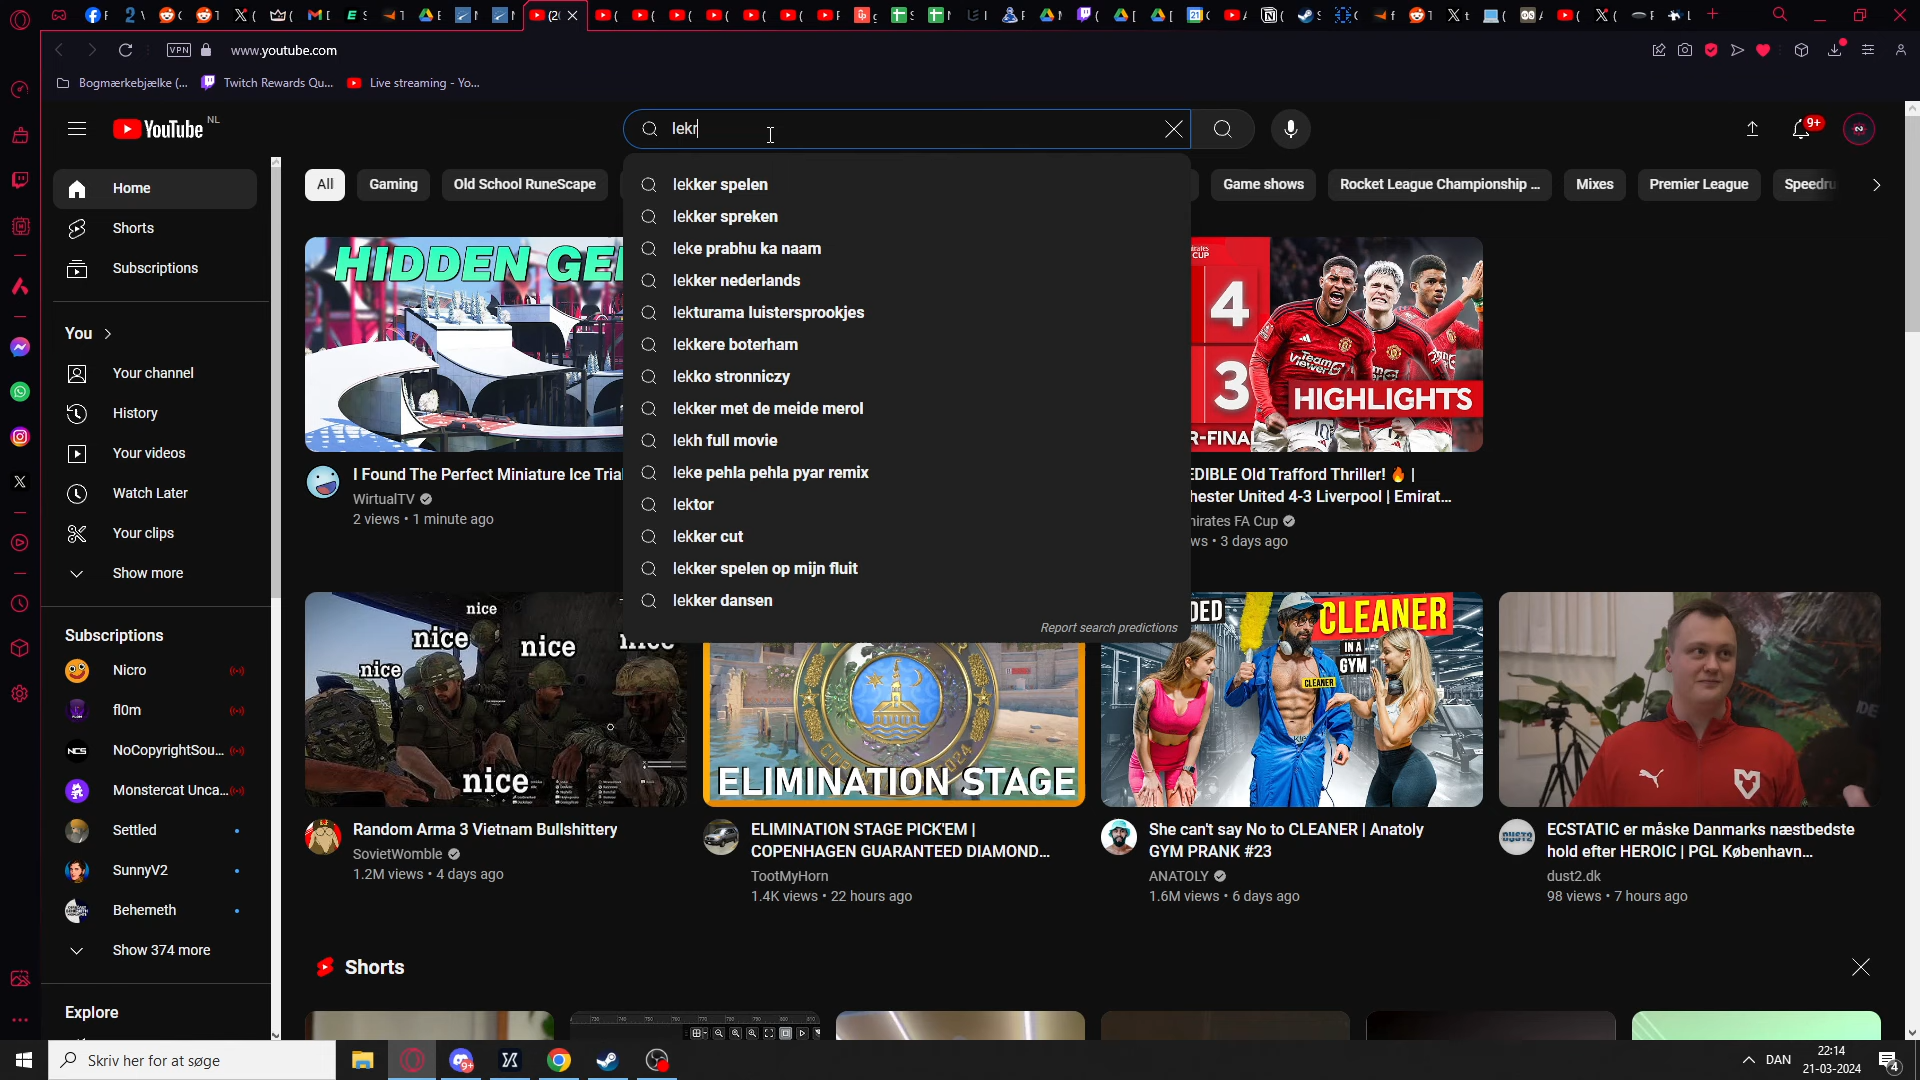 www.youtube.com
VPN
Bogmærkebjælke (...
Twitch Rewards Qu...
Live streaming - Yo...
YouTube NL
lekr
9+
Home
Shorts
Subscriptions
You
Your channel
History
Your videos
Watch Later
Your clips
Show more
Subscriptions
Nicro
fl0m
NoCopyrightSou...
Monstercat Unca...
Settled
SunnyV2
Behemeth
Show 374 more
Explore
All
Gaming
Old School RuneScape
Game shows
Rocket League Championship ...
Mixes
Premier League
Speedru
lekker spelen
lekker spreken
leke prabhu ka naam
lekker nederlands
lekturama luistersprookjes
lekkere boterham
lekko stronniczy
lekker met de meide merol
lekh full movie
leke pehla pehla pyar remix
lektor
lekker cut
lekker spelen op mijn fluit
lekker dansen
Report search predictions
HIDDEN GE
I Found The Perfect Miniature Ice Tria
WirtualTV
2 views • 1 minute ago
4
3
R-FINAL
HIGHLIGHTS
EDIBLE Old Trafford Thriller! 🔥 |
hester United 4-3 Liverpool | Emirat...
irates FA Cup
ws • 3 days ago
nice
nice
nice
nice
nice
Random Arma 3 Vietnam Bullshittery
SovietWomble
1.2M views • 4 days ago
ELIMINATION STAGE
ELIMINATION STAGE PICK'EM |
COPENHAGEN GUARANTEED DIAMOND...
TootMyHorn
1.4K views • 22 hours ago
DED
CLEANER
IN A
GYM
CLEANER
She can't say No to CLEANER | Anatoly
GYM PRANK #23
ANATOLY
1.6M views • 6 days ago
DUST2
ECSTATIC er måske Danmarks næstbedste
hold efter HEROIC | PGL København...
dust2.dk
98 views • 7 hours ago
Shorts
Skriv her for at søge
DAN
22:14
21-03-2024
4